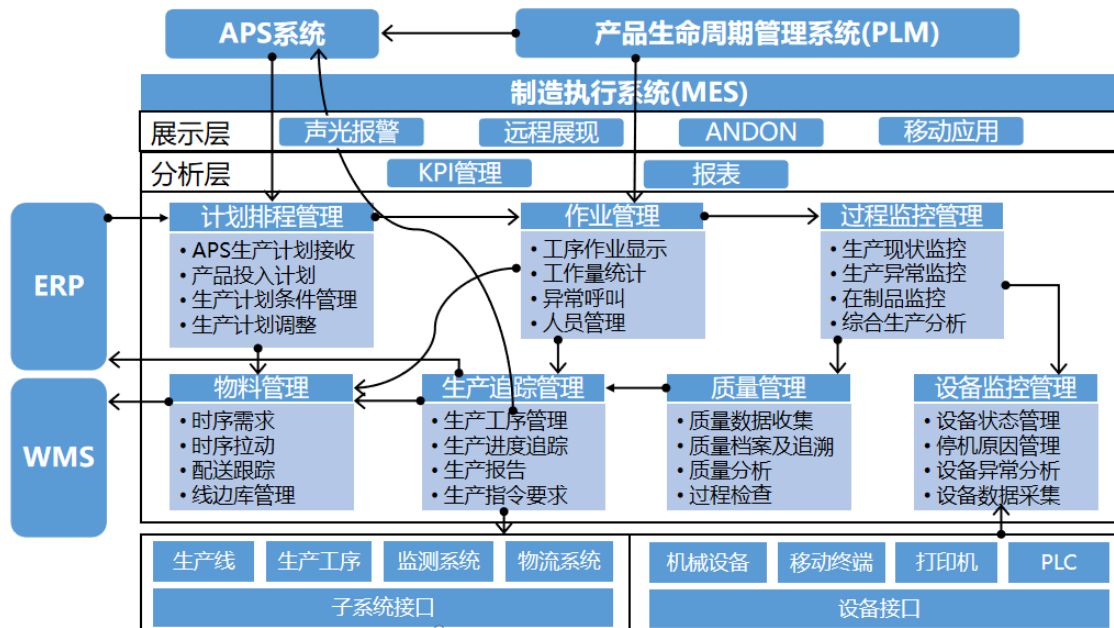 APS系统
产品生命周期管理系统(PLM)
制造执行系统(MES)
展示层
声光报警
远程展现
ANDON
移动应用
分析层
KPI管理
报表
ERP
WMS
计划排程管理
• APS生产计划接收
• 产品投入计划
• 生产计划条件管理
• 生产计划调整
作业管理
• 工序作业显示
• 工作量统计
• 异常呼叫
• 人员管理
过程监控管理
• 生产现状监控
• 生产异常监控
• 在制品监控
• 综合生产分析
物料管理
• 时序需求
• 时序拉动
• 配送跟踪
• 线边库管理
生产追踪管理
• 生产工序管理
• 生产进度追踪
• 生产报告
• 生产指令要求
质量管理
• 质量数据收集
• 质量档案及追溯
• 质量分析
• 过程检查
设备监控管理
• 设备状态管理
• 停机原因管理
• 设备异常分析
• 设备数据采集
生产线
生产工序
监测系统
物流系统
子系统接口
机械设备
移动终端
打印机
PLC
设备接口